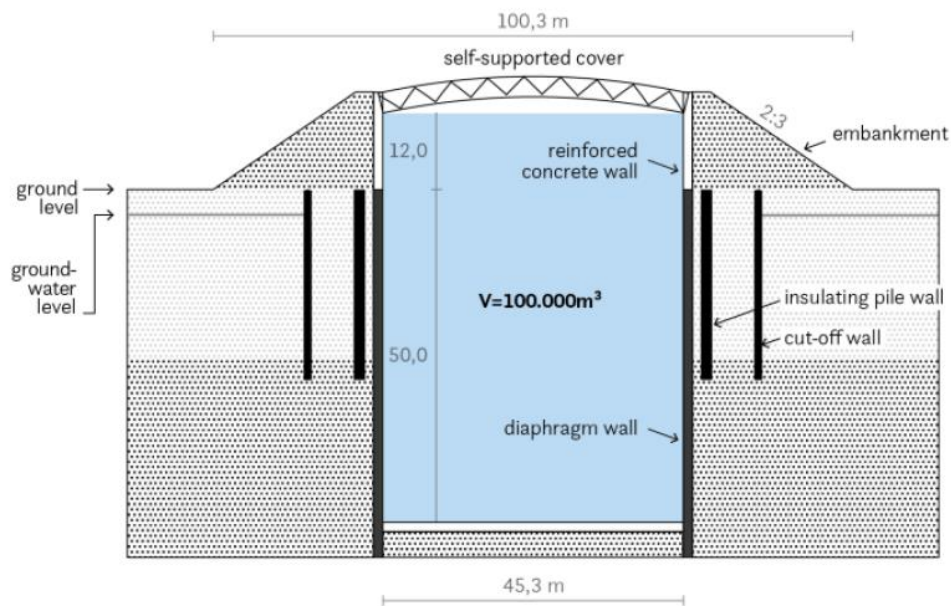 100,3 m
self-supported cover
2:3
embankment
12,0
reinforced
concrete wall
ground
level
ground-
water
level
V=100.000m³
insulating pile wall
cut-off wall
50,0
diaphragm wall
45,3 m